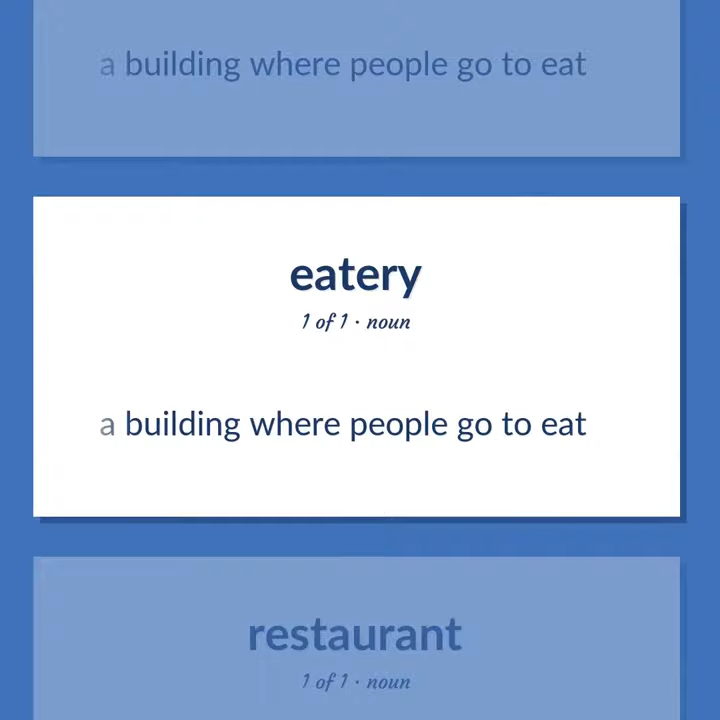 a building where people go to eat
eatery
1 of 1 · noun
a building where people go to eat
restaurant
1 of 1 · noun